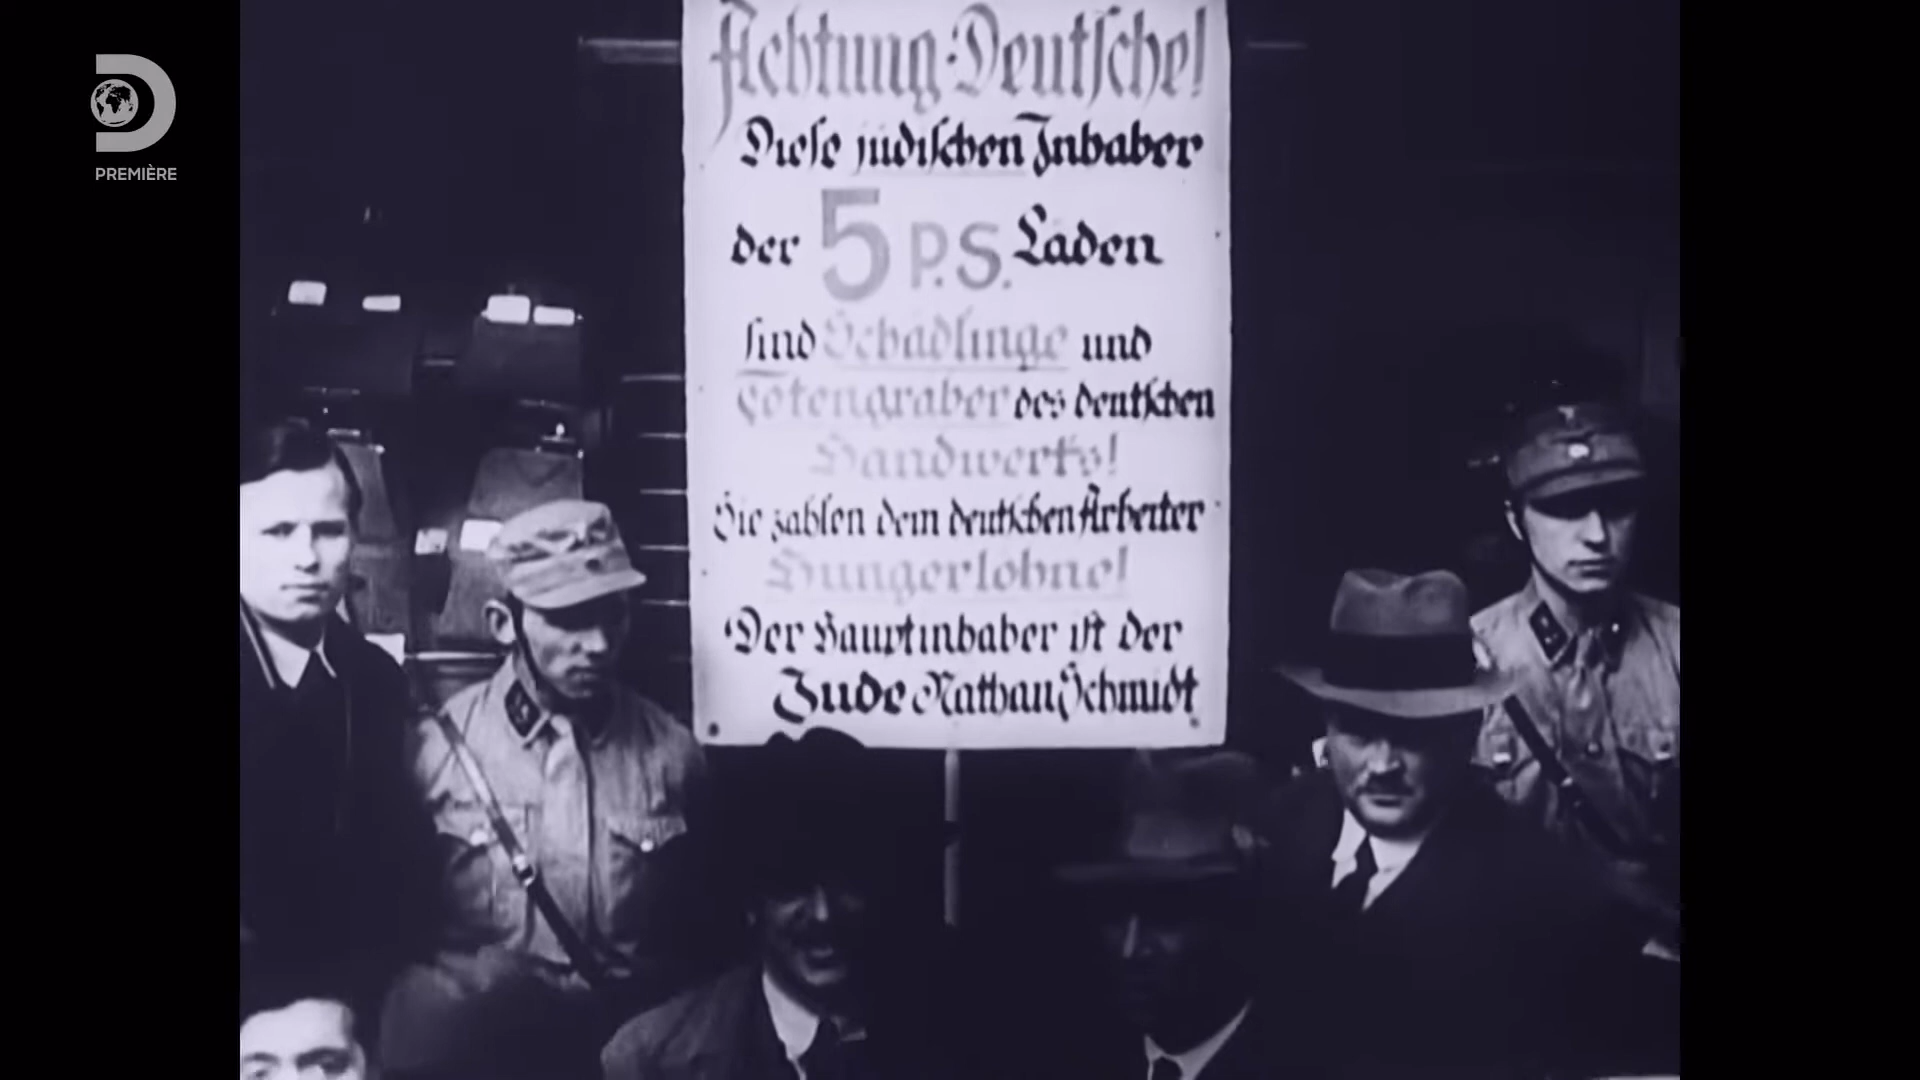 PREMIÈRE
Achtung Deutsche!
Diese jüdischen Inhaber
der 5 P.S. Läden
sind Schädlinge und
Totengräber des deutschen
Handwerks!
Sie zahlen dem deutschen Arbeiter
Hungerlöhne!
Der Hauptinhaber ist der
Jude Nathan Schmidt